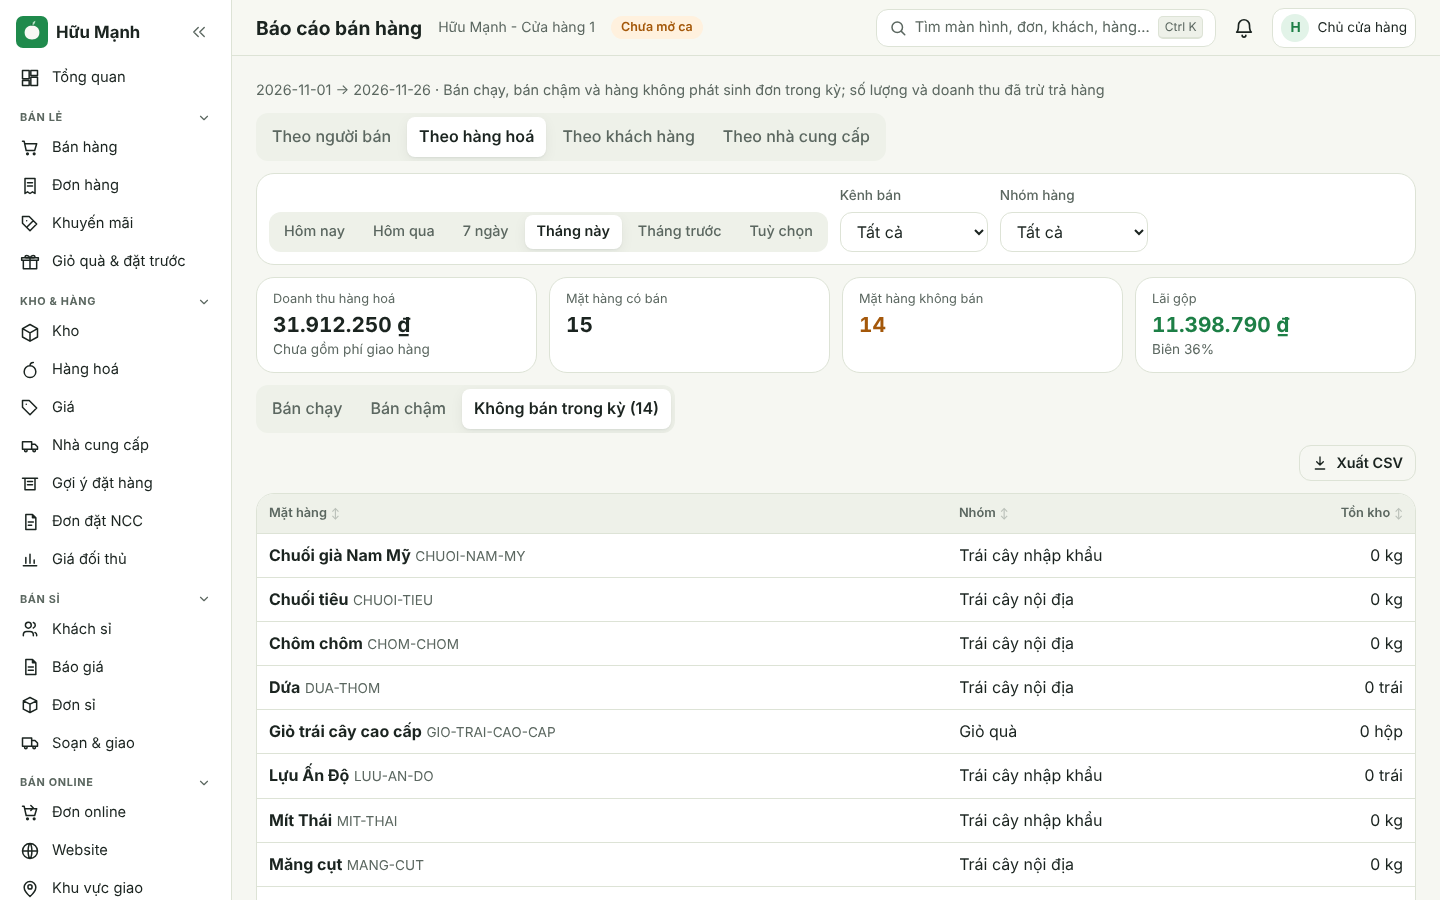 Hữu Mạnh
Báo cáo bán hàng
Hữu Mạnh - Cửa hàng 1
Chưa mở ca
Tìm màn hình, đơn, khách, hàng...
Ctrl K
H
Chủ cửa hàng
Tổng quan
BÁN LẺ
Bán hàng
Đơn hàng
Khuyến mãi
Giỏ quà & đặt trước
KHO & HÀNG
Kho
Hàng hoá
Giá
Nhà cung cấp
Gợi ý đặt hàng
Đơn đặt NCC
Giá đối thủ
BÁN SỈ
Khách sỉ
Báo giá
Đơn sỉ
Soạn & giao
BÁN ONLINE
Đơn online
Website
Khu vực giao
2026-11-01 → 2026-11-26 · Bán chạy, bán chậm và hàng không phát sinh đơn trong kỳ; số lượng và doanh thu đã trừ trả hàng
Theo người bán
Theo hàng hoá
Theo khách hàng
Theo nhà cung cấp
Kênh bán
Nhóm hàng
Hôm nay
Hôm qua
7 ngày
Tháng này
Tháng trước
Tuỳ chọn
Tất cả
Tất cả
Doanh thu hàng hoá
31.912.250 ₫
Chưa gồm phí giao hàng
Mặt hàng có bán
15
Mặt hàng không bán
14
Lãi gộp
11.398.790 ₫
Biên 36%
Bán chạy
Bán chậm
Không bán trong kỳ (14)
Xuất CSV
Mặt hàng
Nhóm
Tồn kho
Chuối già Nam Mỹ CHUOI-NAM-MY
Trái cây nhập khẩu
0 kg
Chuối tiêu CHUOI-TIEU
Trái cây nội địa
0 kg
Chôm chôm CHOM-CHOM
Trái cây nội địa
0 kg
Dứa DUA-THOM
Trái cây nội địa
0 trái
Giỏ trái cây cao cấp GIO-TRAI-CAO-CAP
Giỏ quà
0 hộp
Lựu Ấn Độ LUU-AN-DO
Trái cây nhập khẩu
0 trái
Mít Thái MIT-THAI
Trái cây nhập khẩu
0 kg
Măng cụt MANG-CUT
Trái cây nội địa
0 kg